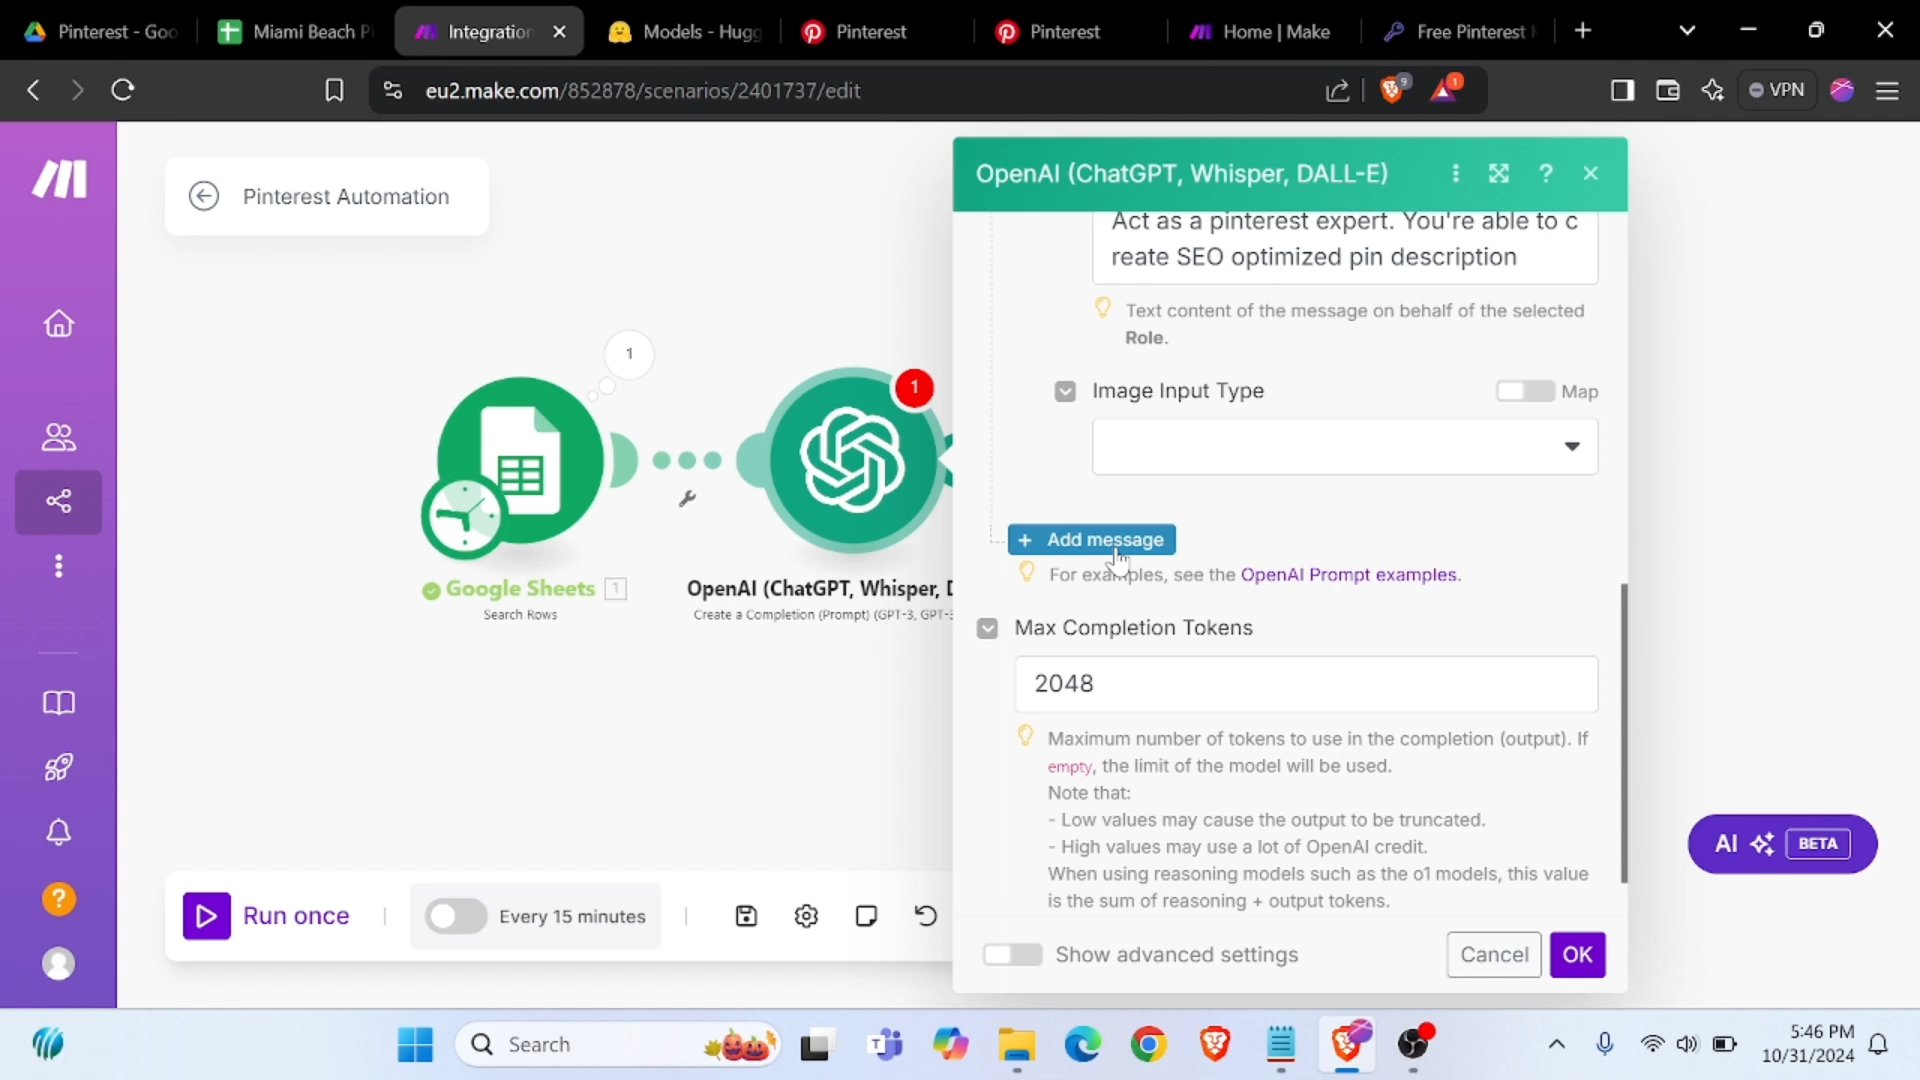 Pinterest - Goo
Miami Beach P
Integration
Models - Hugg
Pinterest
Pinterest
Home | Make
Free Pinterest
eu2.make.com/852878/scenarios/2401737/edit
9
1
VPN
Pinterest Automation
OpenAI (ChatGPT, Whisper, DALL-E)
?
Act as a pinterest expert. You're able to c
reate SEO optimized pin description
Text content of the message on behalf of the selected
Role.
Image Input Type
Map
+ Add message
For examples, see the OpenAI Prompt examples.
Max Completion Tokens
2048
Maximum number of tokens to use in the completion (output). If
empty, the limit of the model will be used.
Note that:
- Low values may cause the output to be truncated.
- High values may use a lot of OpenAI credit.
When using reasoning models such as the o1 models, this value
is the sum of reasoning + output tokens.
Show advanced settings
Cancel
OK
1
1
Google Sheets 1
Search Rows
OpenAI (ChatGPT, Whisper, D
Create a Completion (Prompt) (GPT-3, GPT-3
AI BETA
?
Run once
Every 15 minutes
Search
5:46 PM
10/31/2024